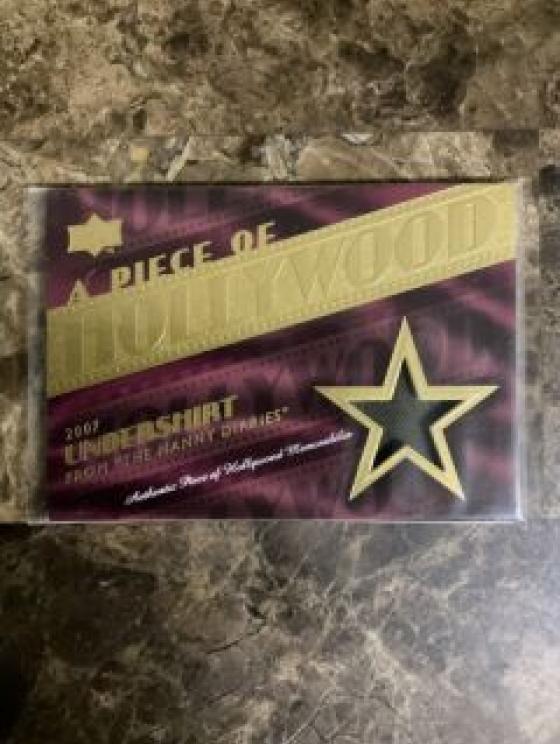 A PIECE OF
HOLLYWOOD
2007
UNDERSHIRT
FROM "THE NANNY DIARIES"
Authentic Piece of Hollywood Memorabilia